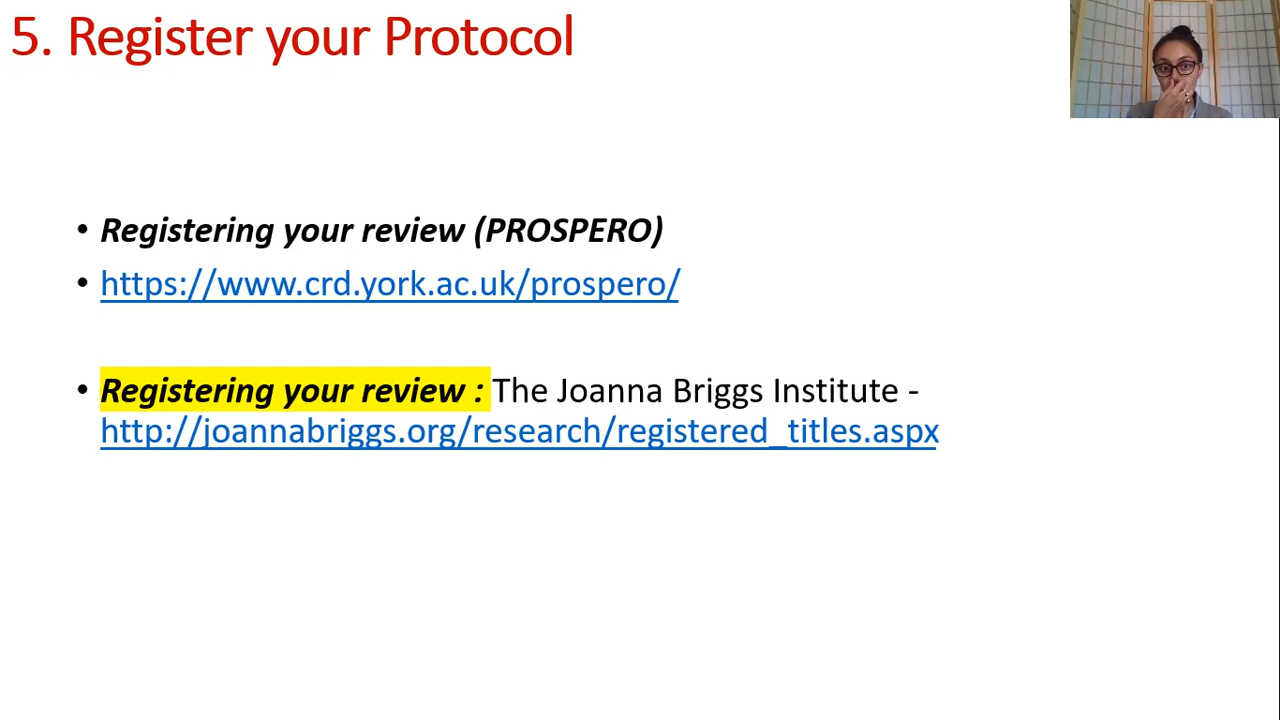 5. Register your Protocol
• Registering your review (PROSPERO)
• https://www.crd.york.ac.uk/prospero/
• Registering your review : The Joanna Briggs Institute -
http://joannabriggs.org/research/registered_titles.aspx